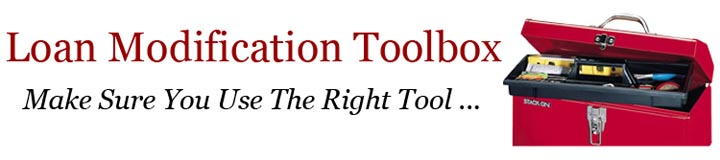 Loan Modification Toolbox
Make Sure You Use The Right Tool ...
STACK-ON